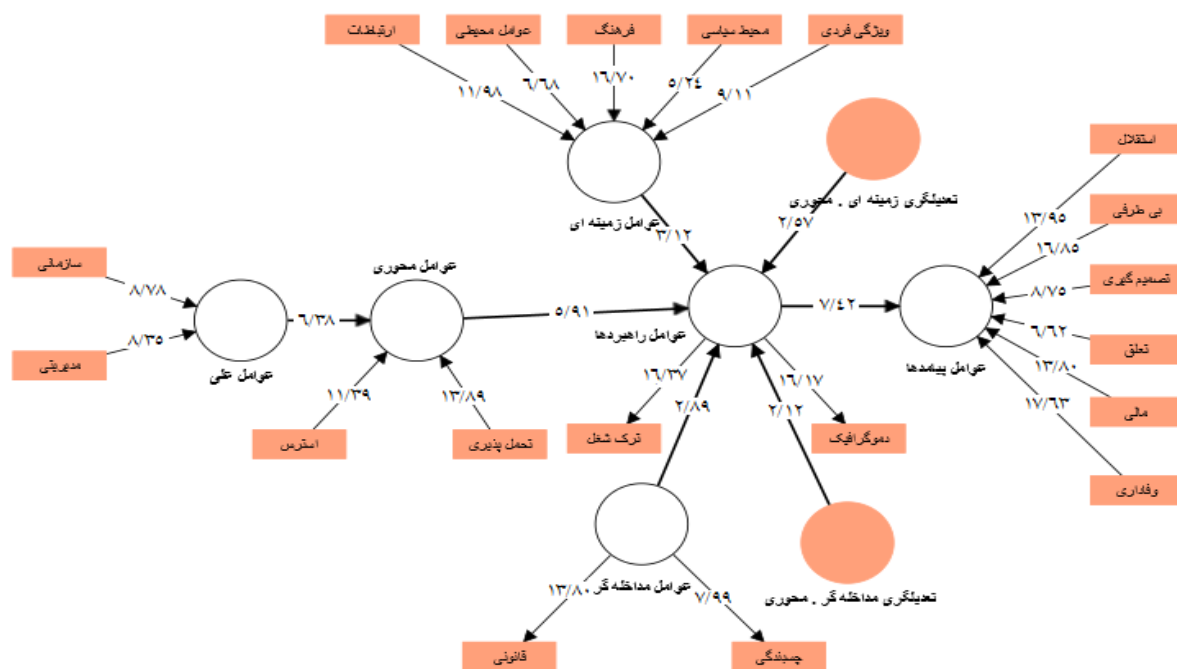 ارتباطات
عوامل محیطی
فرهنگ
محیط سیاسی
ویژگی فردی
۱۱/۹۸
۶/۶۸
۱۶/۷۰
۵/۲۴
۹/۱۱
عوامل زمینه ای
۳/۱۲
تعدیلگری زمینه ای . محوری
۲/۵۷
استقلال
بی طرفی
تصمیم گیری
تعلق
مالی
وفاداری
۱۳/۹۵
۱۶/۸۵
۸/۷۵
۶/۶۲
۱۳/۸۰
۱۷/۶۳
عوامل پیامدها
۷/۴۲
سازمانی
مدیریتی
۸/۷۸
۸/۳۵
عوامل علی
۶/۳۸
عوامل محوری
۵/۹۱
۱۱/۳۹
۱۳/۸۹
استرس
تحمل پذیری
عوامل راهبردها
۱۶/۳۷
۱۶/۱۷
ترک شغل
دموگرافیک
۲/۸۹
۲/۱۲
عوامل مداخله گر
تعدیلگری مداخله گر . محوری
۱۳/۸۰
۷/۹۹
قانونی
چسبندگی